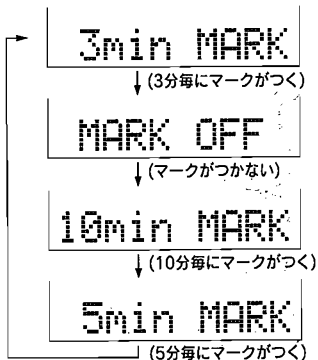 3min MARK
(3分毎にマークがつく)
MARK OFF
(マークがつかない)
10min MARK
(10分毎にマークがつく)
5min MARK
(5分毎にマークがつく)